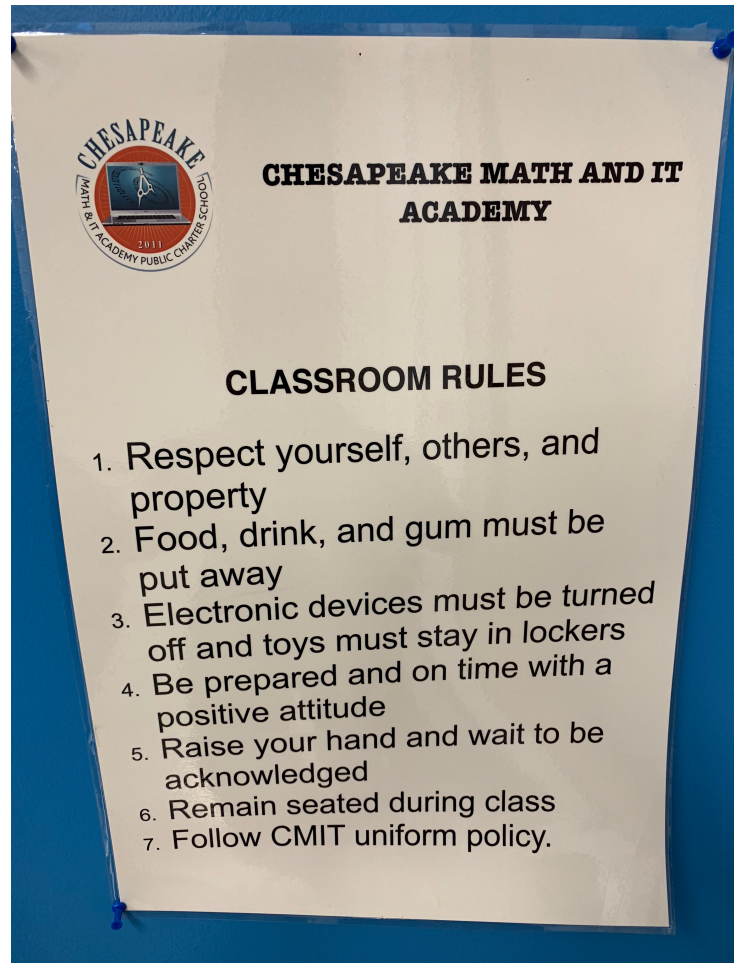 CHESAPEAKE
MATH & IT ACADEMY PUBLIC CHARTER SCHOOL
2011
CHESAPEAKE MATH AND IT
ACADEMY
CLASSROOM RULES
1. Respect yourself, others, and
property
2. Food, drink, and gum must be
put away
3. Electronic devices must be turned
off and toys must stay in lockers
4. Be prepared and on time with a
positive attitude
5. Raise your hand and wait to be
acknowledged
6. Remain seated during class
7. Follow CMIT uniform policy.